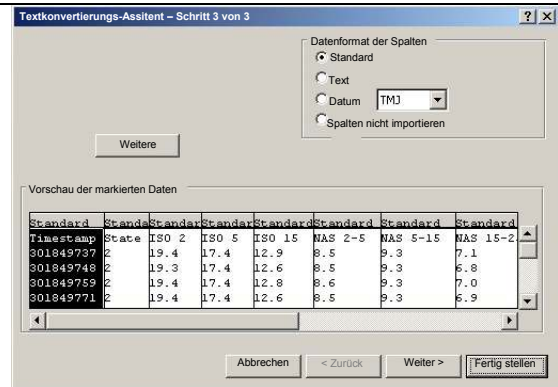 Textkonvertierungs-Assitent – Schritt 3 von 3
Datenformat der Spalten
Standard
Text
Datum TMJ
Spalten nicht importieren
Weitere
Vorschau der markierten Daten
Standard Standa Standar Standar Standard Standard Standard Standard
Timestamp State ISO 2 ISO 5 ISO 15 NAS 2-5 NAS 5-15 NAS 15-2
301849737 2 19.4 17.4 12.9 8.5 9.3 7.1
301849748 2 19.3 17.4 12.6 8.5 9.3 6.8
301849759 2 19.4 17.4 12.8 8.6 9.3 7.0
301849771 2 19.4 17.4 12.6 8.5 9.3 6.9
Abbrechen < Zurück Weiter > Fertig stellen